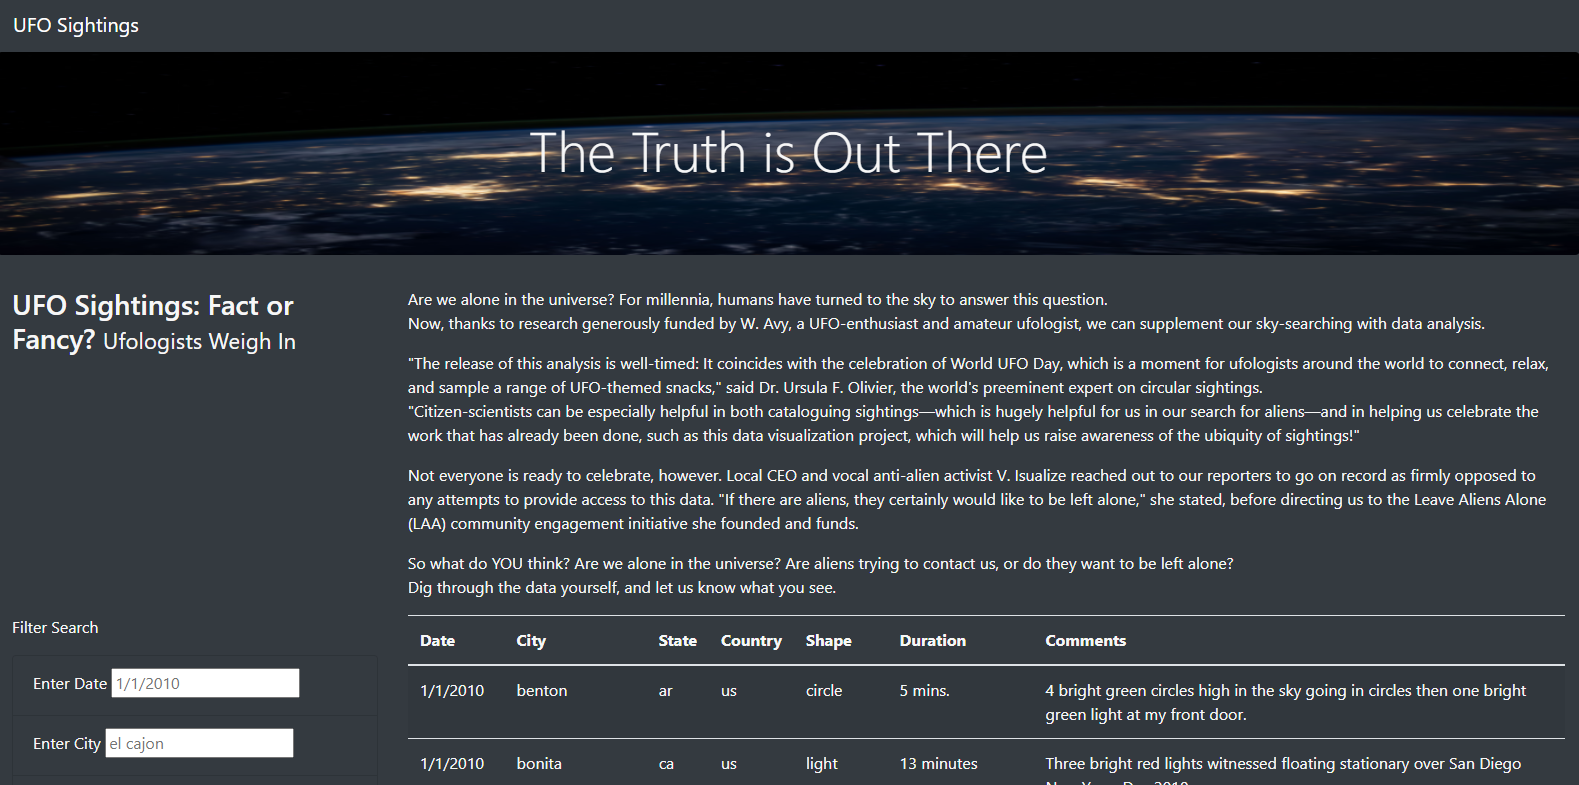 UFO Sightings
The Truth is Out There
UFO Sightings: Fact or
Fancy? Ufologists Weigh In
Are we alone in the universe? For millennia, humans have turned to the sky to answer this question.
Now, thanks to research generously funded by W. Avy, a UFO-enthusiast and amateur ufologist, we can supplement our sky-searching with data analysis.
"The release of this analysis is well-timed: It coincides with the celebration of World UFO Day, which is a moment for ufologists around the world to connect, relax,
and sample a range of UFO-themed snacks," said Dr. Ursula F. Olivier, the world's preeminent expert on circular sightings.
"Citizen-scientists can be especially helpful in both cataloguing sightings—which is hugely helpful for us in our search for aliens—and in helping us celebrate the
work that has already been done, such as this data visualization project, which will help us raise awareness of the ubiquity of sightings!"
Not everyone is ready to celebrate, however. Local CEO and vocal anti-alien activist V. Isualize reached out to our reporters to go on record as firmly opposed to
any attempts to provide access to this data. "If there are aliens, they certainly would like to be left alone," she stated, before directing us to the Leave Aliens Alone
(LAA) community engagement initiative she founded and funds.
So what do YOU think? Are we alone in the universe? Are aliens trying to contact us, or do they want to be left alone?
Dig through the data yourself, and let us know what you see.
Filter Search
Enter Date 1/1/2010
Enter City el cajon
Date City State Country Shape Duration Comments
1/1/2010 benton ar us circle 5 mins. 4 bright green circles high in the sky going in circles then one bright
green light at my front door.
1/1/2010 bonita ca us light 13 minutes Three bright red lights witnessed floating stationary over San Diego